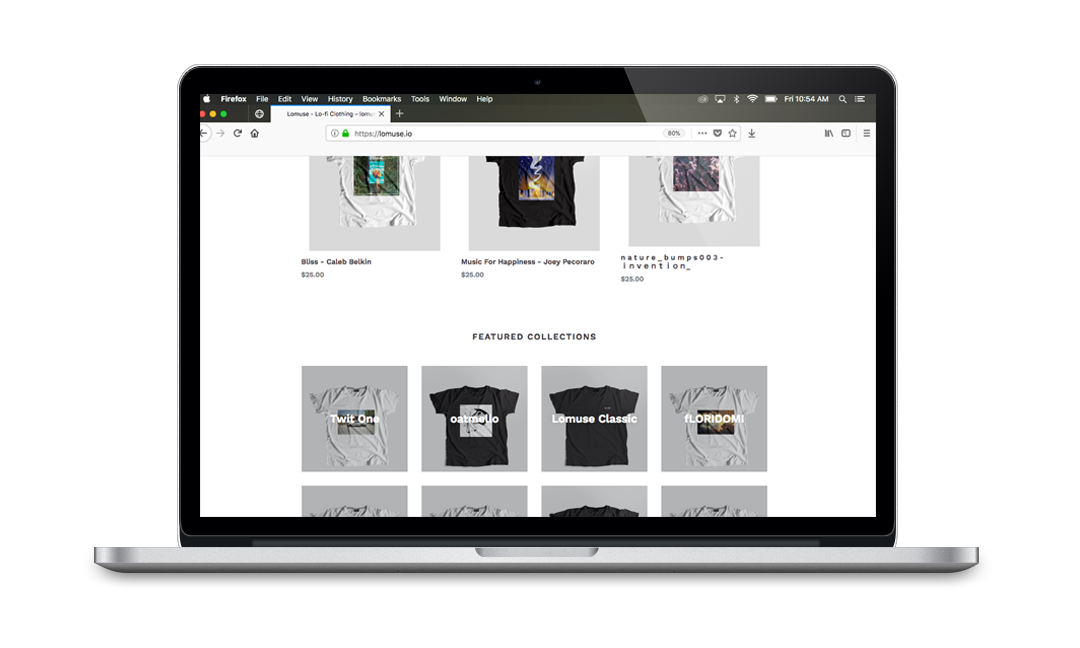 Firefox File Edit View History Bookmarks Tools Window Help Fri 10:54 AM
Lomuse - Lo-fi Clothing – lomus
https://lomuse.io 80%
Bliss - Caleb Belkin
$25.00
Music For Happiness - Joey Pecoraro
$25.00
nature_bumps003-
invention_
$25.00
FEATURED COLLECTIONS
Twit One
oatmello
Lomuse Classic
fLORIDOMI